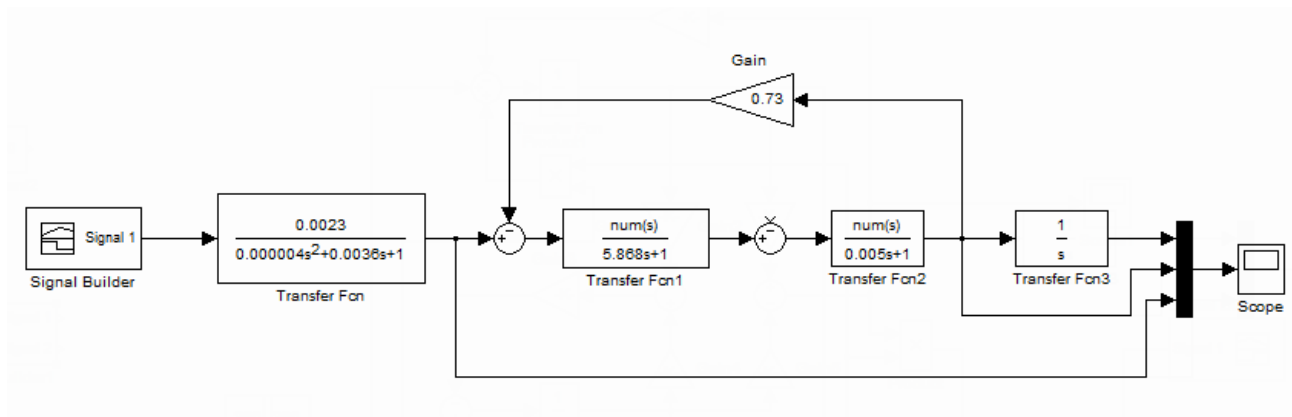 Gain
0.73
Signal 1
Signal Builder
0.0023
0.000004s2+0.0036s+1
Transfer Fcn
num(s)
5.868s+1
Transfer Fcn1
num(s)
0.005s+1
Transfer Fcn2
1
s
Transfer Fcn3
Scope